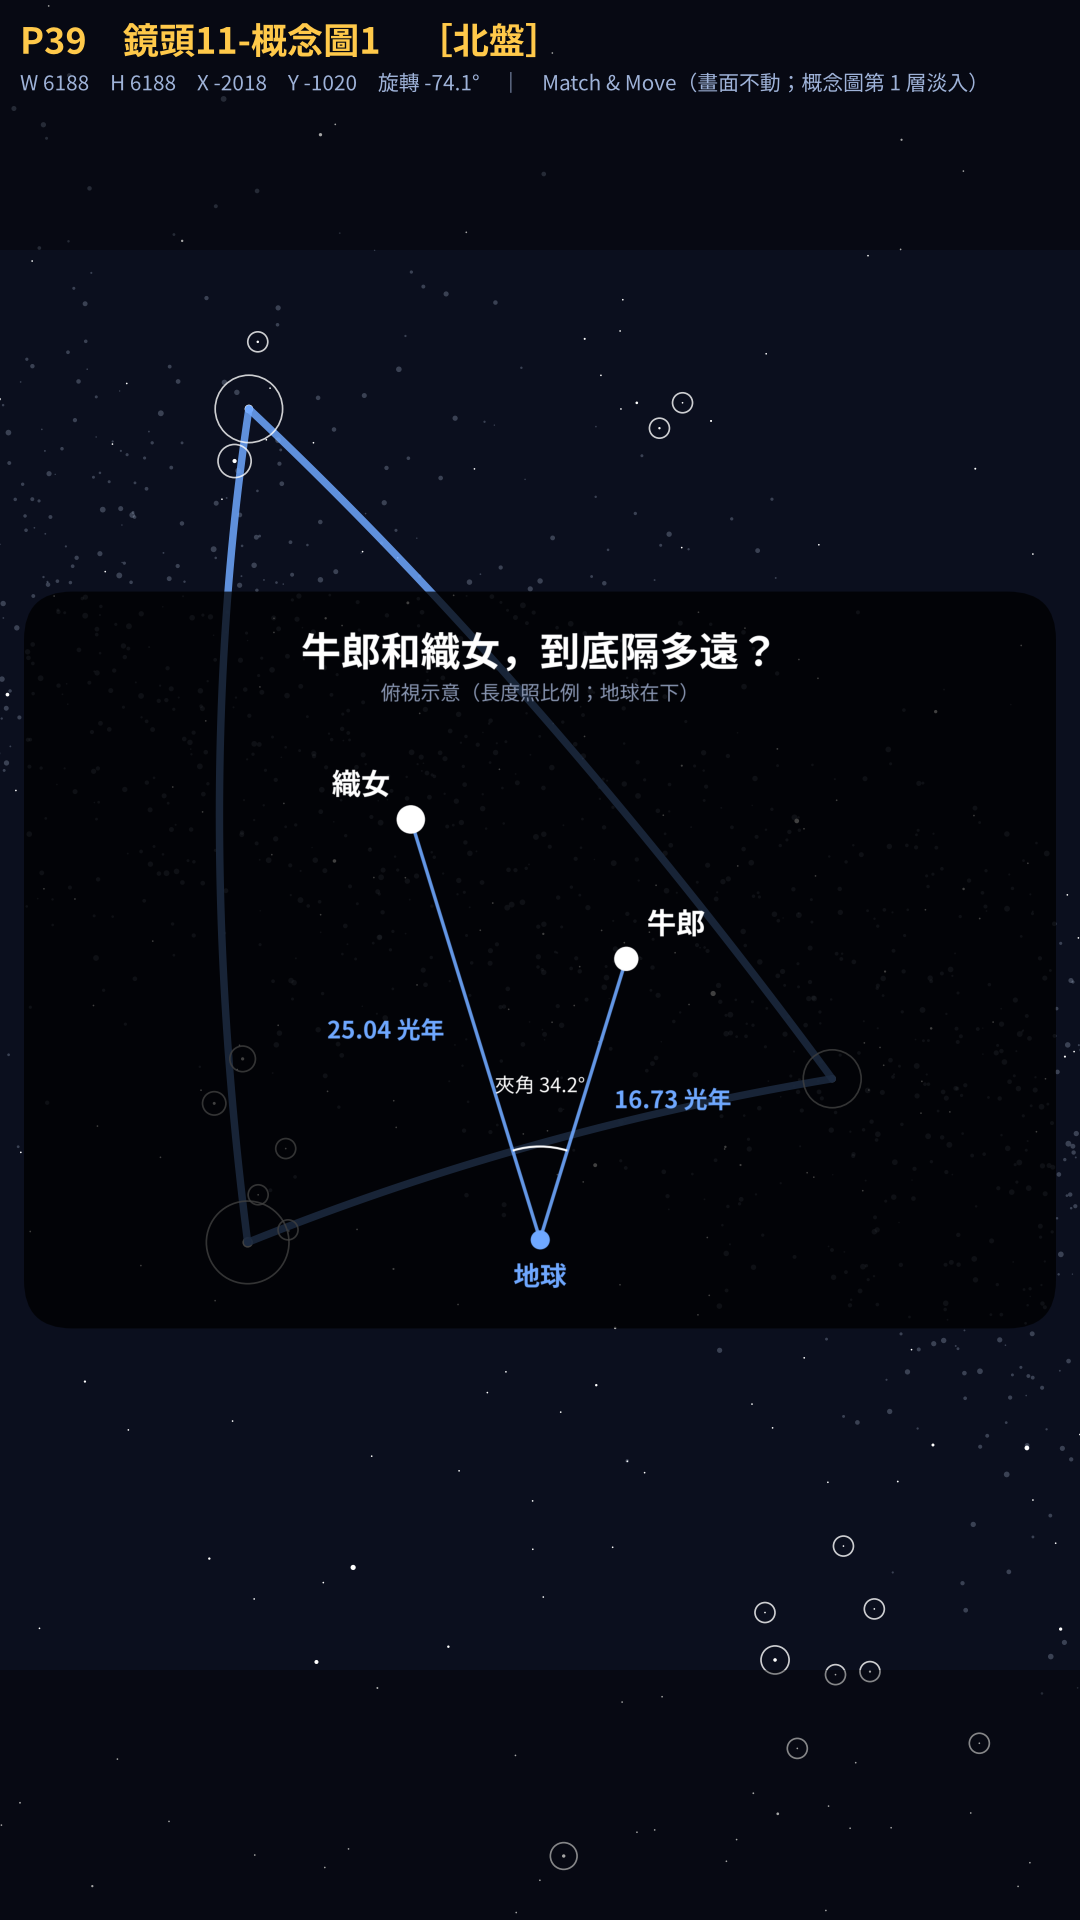 P39 鏡頭11-概念圖1 [北盤]
W 6188 H 6188 X -2018 Y -1020 旋轉 -74.1° | Match & Move（畫面不動；概念圖第 1 層淡入）
牛郎和織女，到底隔多遠？
俯視示意（長度照比例；地球在下）
織女
牛郎
25.04 光年
夾角 34.2°
16.73 光年
地球